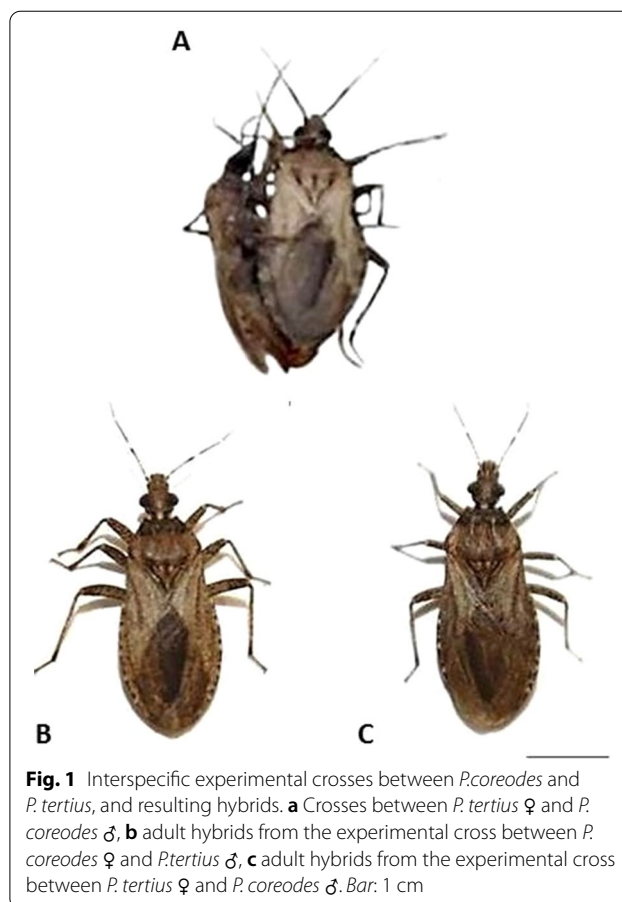 A
B
C
Fig. 1 Interspecific experimental crosses between P.coreodes and
P. tertius, and resulting hybrids. a Crosses between P. tertius ♀ and P.
coreodes ♂, b adult hybrids from the experimental cross between P.
coreodes ♀ and P.tertius ♂, c adult hybrids from the experimental cross
between P. tertius ♀ and P. coreodes ♂. Bar: 1 cm